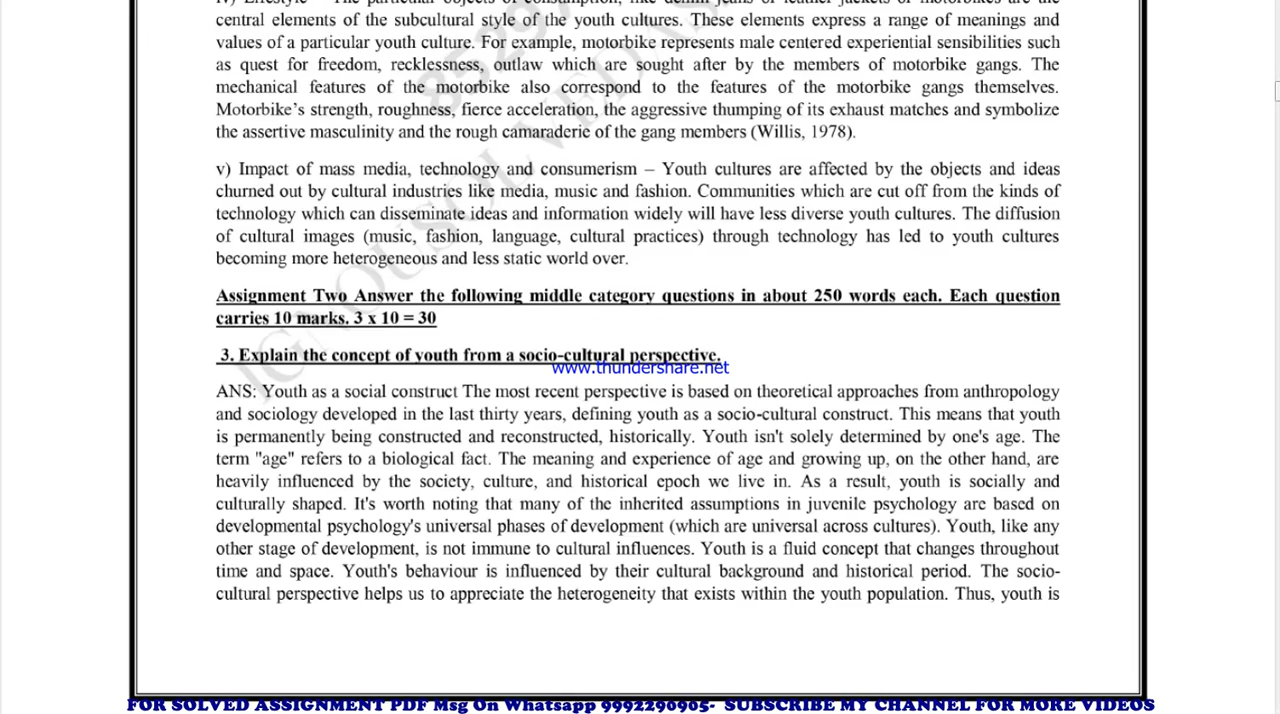 central elements of the subcultural style of the youth cultures. These elements express a range of meanings and
values of a particular youth culture. For example, motorbike represents male centered experiential sensibilities such
as quest for freedom, recklessness, outlaw which are sought after by the members of motorbike gangs. The
mechanical features of the motorbike also correspond to the features of the motorbike gangs themselves.
Motorbike's strength, roughness, fierce acceleration, the aggressive thumping of its exhaust matches and symbolize
the assertive masculinity and the rough camaraderie of the gang members (Willis, 1978).
v) Impact of mass media, technology and consumerism – Youth cultures are affected by the objects and ideas
churned out by cultural industries like media, music and fashion. Communities which are cut off from the kinds of
technology which can disseminate ideas and information widely will have less diverse youth cultures. The diffusion
of cultural images (music, fashion, language, cultural practices) through technology has led to youth cultures
becoming more heterogeneous and less static world over.
Assignment Two Answer the following middle category questions in about 250 words each. Each question
carries 10 marks. 3 x 10 = 30
3. Explain the concept of youth from a socio-cultural perspective.
www.thundershare.net
ANS: Youth as a social construct The most recent perspective is based on theoretical approaches from anthropology
and sociology developed in the last thirty years, defining youth as a socio-cultural construct. This means that youth
is permanently being constructed and reconstructed, historically. Youth isn't solely determined by one's age. The
term "age" refers to a biological fact. The meaning and experience of age and growing up, on the other hand, are
heavily influenced by the society, culture, and historical epoch we live in. As a result, youth is socially and
culturally shaped. It's worth noting that many of the inherited assumptions in juvenile psychology are based on
developmental psychology's universal phases of development (which are universal across cultures). Youth, like any
other stage of development, is not immune to cultural influences. Youth is a fluid concept that changes throughout
time and space. Youth's behaviour is influenced by their cultural background and historical period. The socio-
cultural perspective helps us to appreciate the heterogeneity that exists within the youth population. Thus, youth is
FOR SOLVED ASSIGNMENT PDF Msg On Whatsapp 9992290905- SUBSCRIBE MY CHANNEL FOR MORE VIDEOS